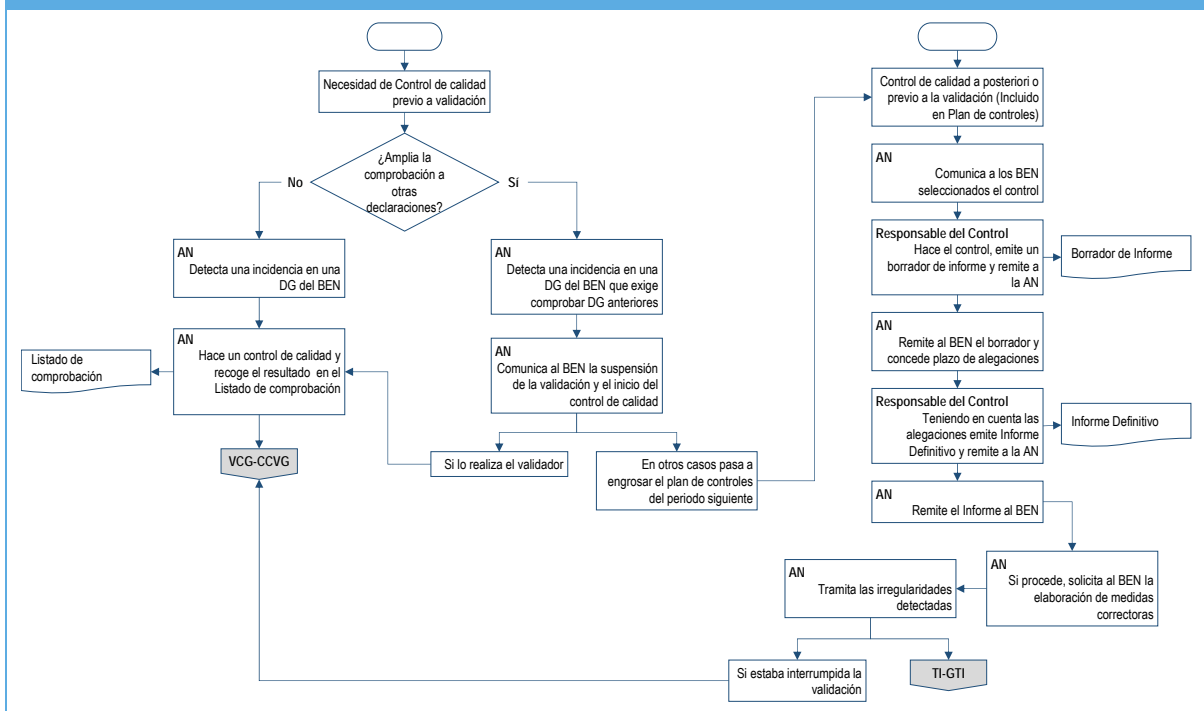 Necesidad de Control de calidad
previo a validación
¿Amplia la
comprobación a
otras
declaraciones?
No
Sí
AN
Detecta una incidencia en una
DG del BEN
AN
Hace un control de calidad y
recoge el resultado en el
Listado de comprobación
Listado de
comprobación
VCG-CCVG
AN
Detecta una incidencia en una
DG del BEN que exige
comprobar DG anteriores
AN
Comunica al BEN la suspensión
de la validación y el inicio del
control de calidad
Si lo realiza el validador
En otros casos pasa a
engrosar el plan de controles
del periodo siguiente
Control de calidad a posteriori o
previo a la validación (Incluido
en Plan de controles)
AN
Comunica a los BEN
seleccionados el control
Responsable del Control
Hace el control, emite un
borrador de informe y remite a
la AN
Borrador de Informe
AN
Remite al BEN el borrador y
concede plazo de alegaciones
Responsable del Control
Teniendo en cuenta las
alegaciones emite Informe
Definitivo y remite a la AN
Informe Definitivo
AN
Remite el Informe al BEN
AN
Si procede, solicita al BEN la
elaboración de medidas
correctoras
AN
Tramita las irregularidades
detectadas
Si estaba interrumpida la
validación
TI-GTI